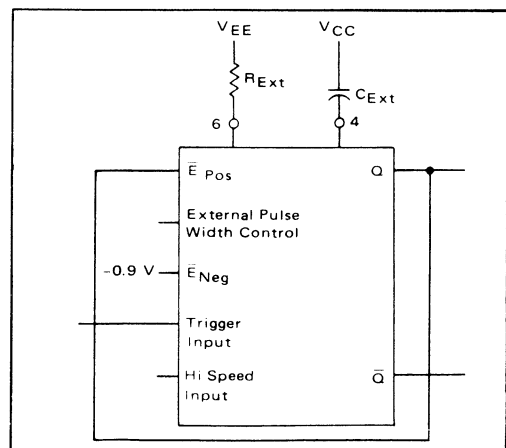 VEE
VCC
RExt
CExt
6
4
E̅ Pos
Q
External Pulse
Width Control
-0.9 V
E̅Neg
Trigger
Input
Hi Speed
Input
Q̅